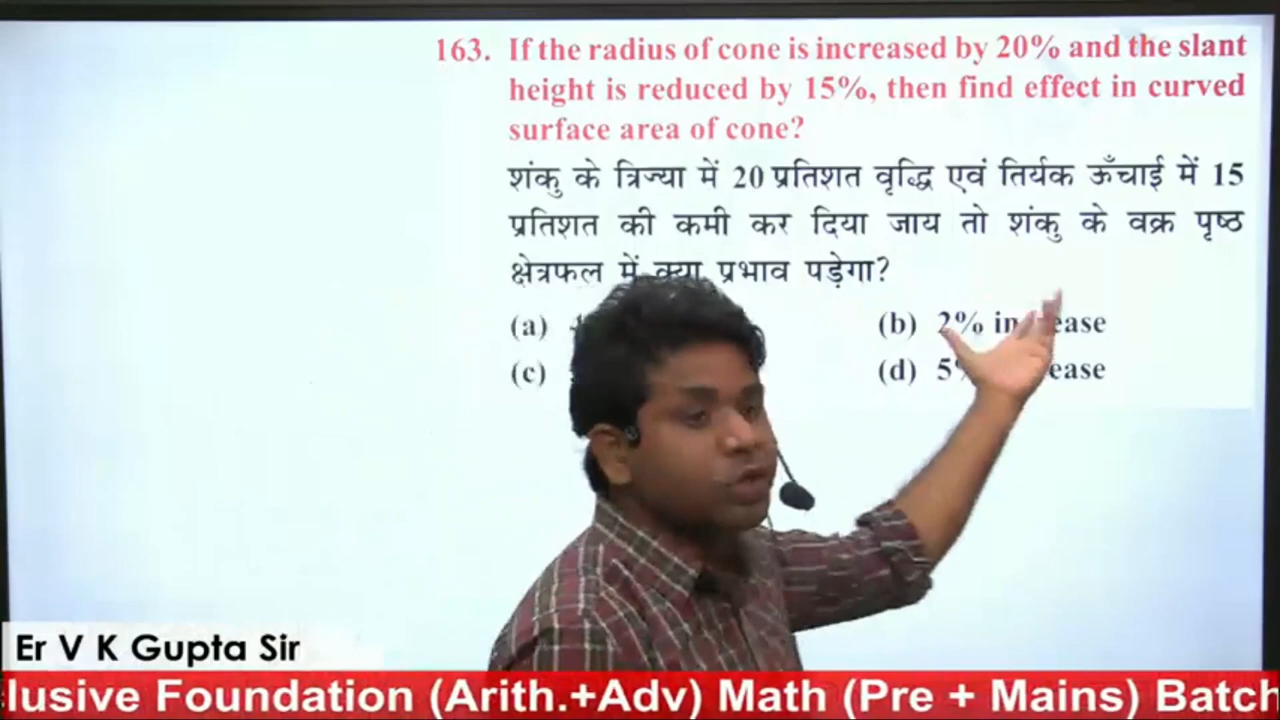 163. If the radius of cone is increased by 20% and the slant
height is reduced by 15%, then find effect in curved
surface area of cone?
शंकु के त्रिज्या में 20 प्रतिशत वृद्धि एवं तिर्यक ऊँचाई में 15
प्रतिशत की कमी कर दिया जाय तो शंकु के वक्र पृष्ठ
क्षेत्रफल में क्या प्रभाव पड़ेगा?
(a) (b) 2%
(c) (d)
Er V K Gupta Sir
lusive Foundation (Arith.+Adv) Math (Pre + Mains) Batch